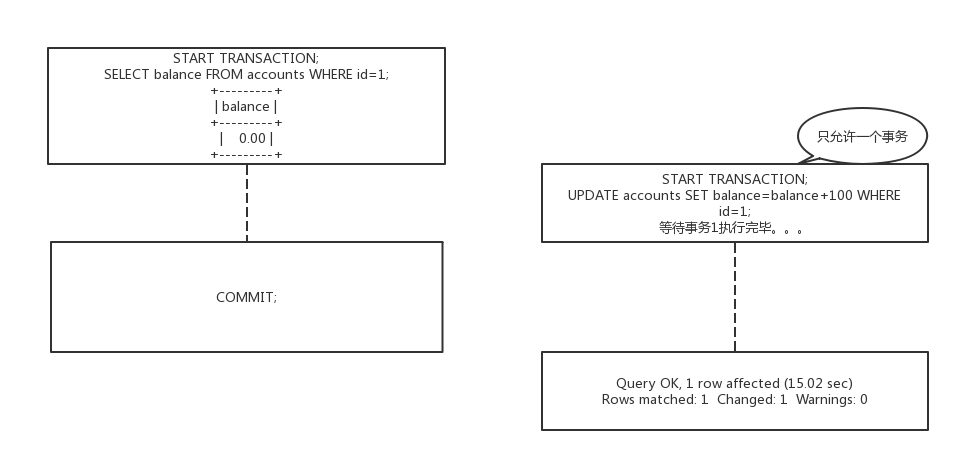 START TRANSACTION;
SELECT balance FROM accounts WHERE id=1;
+---------+
| balance |
+---------+
|    0.00 |
+---------+
COMMIT;
只允许一个事务
START TRANSACTION;
UPDATE accounts SET balance=balance+100 WHERE
id=1;
等待事务1执行完毕。。。
Query OK, 1 row affected (15.02 sec)
Rows matched: 1  Changed: 1  Warnings: 0